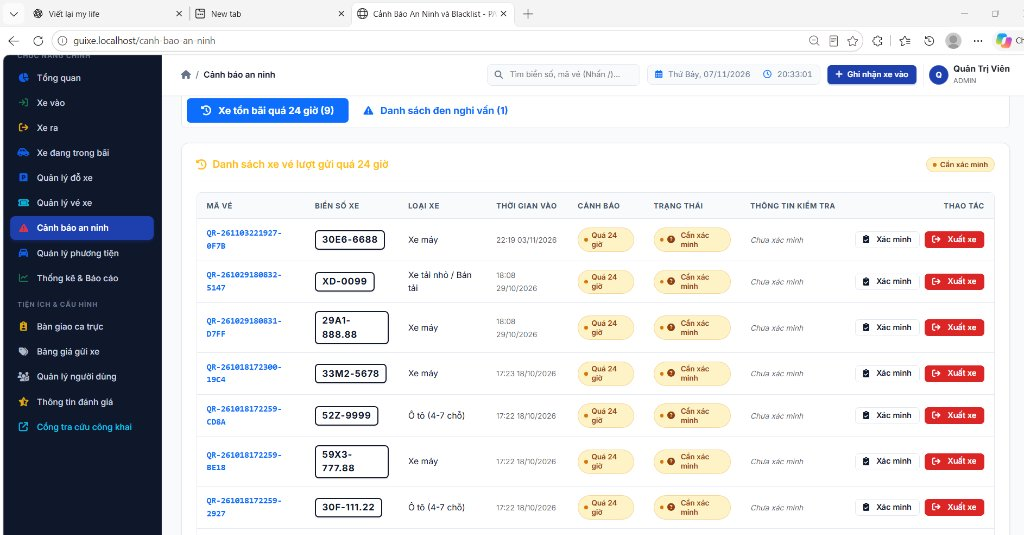 Viết lại my life
New tab
Cảnh Báo An Ninh và Blacklist - PA
guixe.localhost/canh-bao-an-ninh
CHỨC NĂNG CHÍNH
Tổng quan
Xe vào
Xe ra
Xe đang trong bãi
Quản lý đỗ xe
Quản lý vé xe
Cảnh báo an ninh
Quản lý phương tiện
Thống kê & Báo cáo
TIỆN ÍCH & CẤU HÌNH
Bàn giao ca trực
Bảng giá gửi xe
Quản lý người dùng
Thông tin đánh giá
Cổng tra cứu công khai
/ Cảnh báo an ninh
Tìm biển số, mã vé (Nhấn /)...
Thứ Bảy, 07/11/2026
20:33:01
+ Ghi nhận xe vào
Q
Quản Trị Viên
ADMIN
Xe tồn bãi quá 24 giờ (9)
Danh sách đen nghi vấn (1)
Danh sách xe vé lượt gửi quá 24 giờ
Cần xác minh
MÃ VÉ BIỂN SỐ XE LOẠI XE THỜI GIAN VÀO CẢNH BÁO TRẠNG THÁI THÔNG TIN KIỂM TRA THAO TÁC
QR-261103221927-
0F7B
30E6-6688
Xe máy
22:19 03/11/2026
Quá 24
giờ
Cần xác
minh
Chưa xác minh
Xác minh
Xuất xe
QR-261029180832-
5147
XD-0099
Xe tải nhỏ / Bán
tải
18:08
29/10/2026
Quá 24
giờ
Cần xác
minh
Chưa xác minh
Xác minh
Xuất xe
QR-261029180831-
D7FF
29A1-
888.88
Xe máy
18:08
29/10/2026
Quá 24
giờ
Cần xác
minh
Chưa xác minh
Xác minh
Xuất xe
QR-261018172300-
19C4
33M2-5678
Xe máy
17:23 18/10/2026
Quá 24
giờ
Cần xác
minh
Chưa xác minh
Xác minh
Xuất xe
QR-261018172259-
CD8A
52Z-9999
Ô tô (4-7 chỗ)
17:22 18/10/2026
Quá 24
giờ
Cần xác
minh
Chưa xác minh
Xác minh
Xuất xe
QR-261018172259-
BE18
59X3-
777.88
Xe máy
17:22 18/10/2026
Quá 24
giờ
Cần xác
minh
Chưa xác minh
Xác minh
Xuất xe
QR-261018172259-
2927
30F-111.22
Ô tô (4-7 chỗ)
17:22 18/10/2026
Quá 24
giờ
Cần xác
minh
Chưa xác minh
Xác minh
Xuất xe